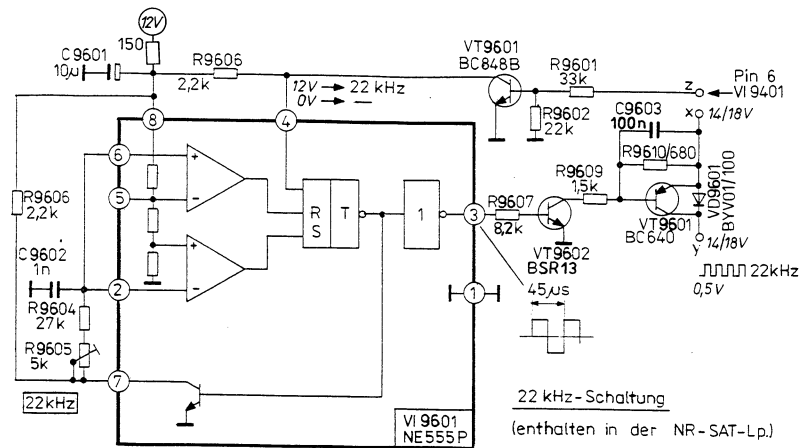 12V
150
C9601
10µ
R9606
2,2k
12V → 22 kHz
0V → —
VT9601
BC848B
R9601
33k
R9602
22k
z
Pin 6
VI 9401
x
14/18V
C9603
100n
R9610/680
R9609
1,5k
VD9601
BYV01/100
VT9601
BC640
y
14/18V
22kHz
0,5V
8
4
6
5
2
7
3
1
+
-
+
-
R
S
T
1
R9606
2,2k
C9602
1n
R9604
27k
R9605
5k
22kHz
R9607
8,2k
VT9602
BSR13
45µs
VI 9601
NE555P
22 kHz-Schaltung
(enthalten in der NR-SAT-Lp.)